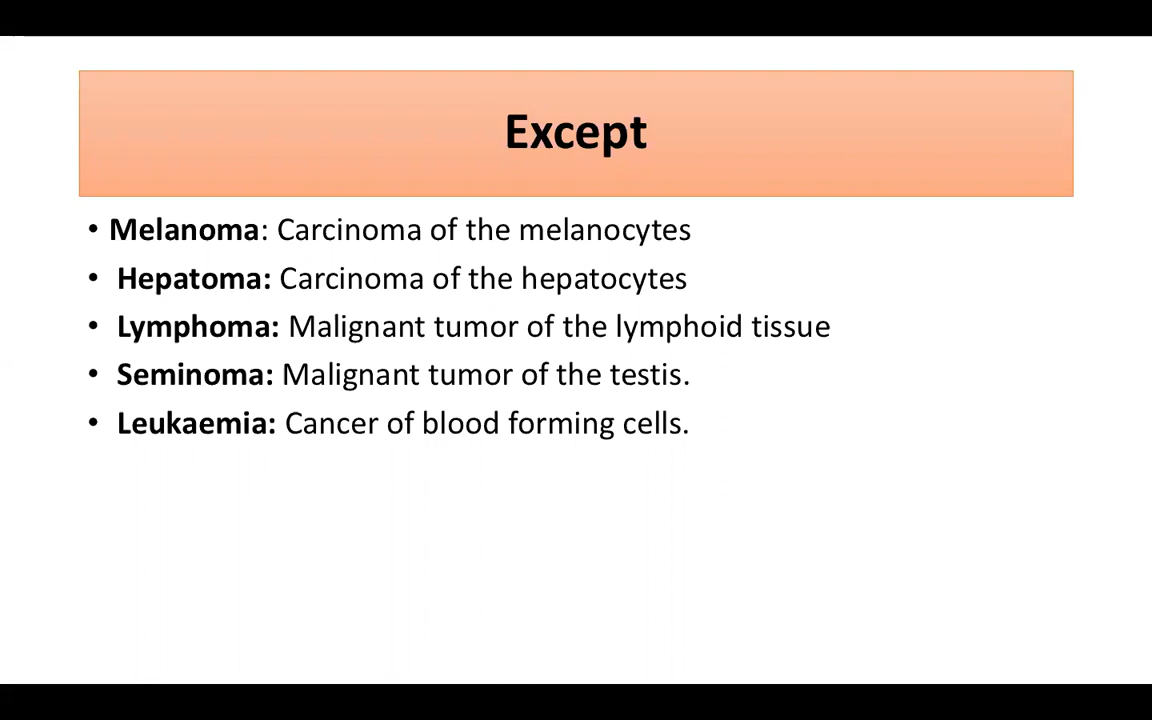 Except
• Melanoma: Carcinoma of the melanocytes
• Hepatoma: Carcinoma of the hepatocytes
• Lymphoma: Malignant tumor of the lymphoid tissue
• Seminoma: Malignant tumor of the testis.
• Leukaemia: Cancer of blood forming cells.